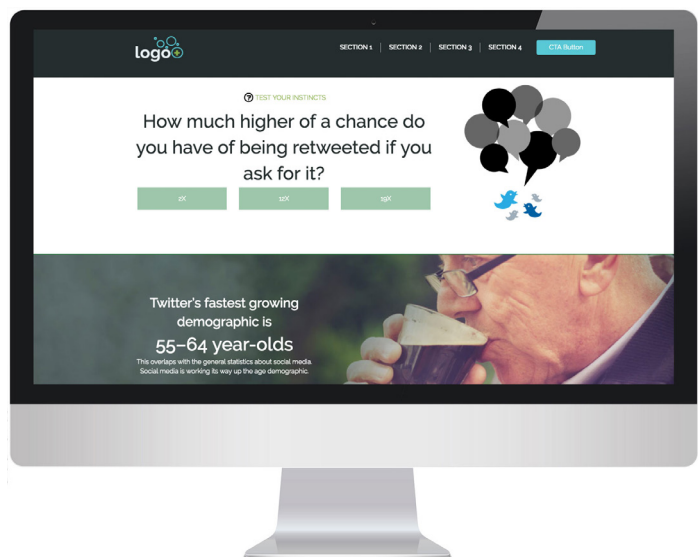 logo
SECTION 1
SECTION 2
SECTION 3
SECTION 4
CTA Button
TEST YOUR INSTINCTS
How much higher of a chance do
you have of being retweeted if you
ask for it?
2X
12X
19X
Twitter's fastest growing
demographic is
55–64 year-olds
This overlaps with the general statistics about social media.
Social media is working its way up the age demographic.